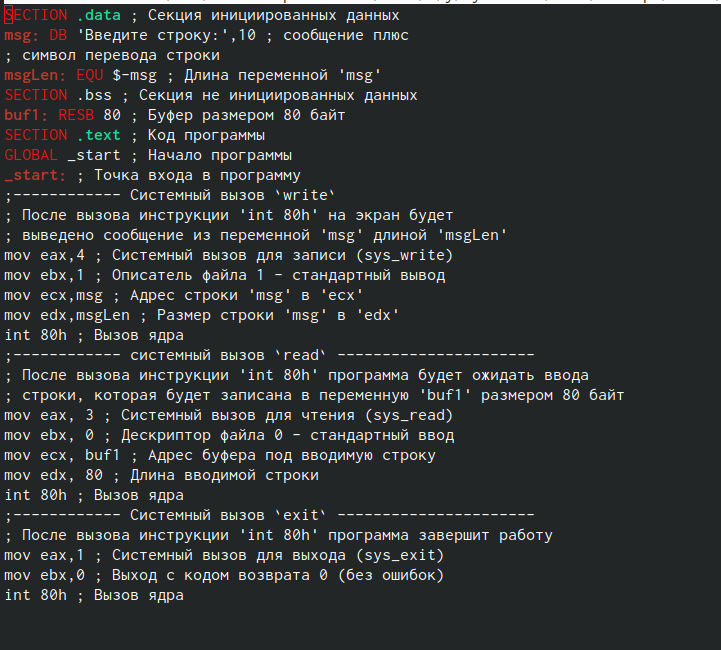 SECTION .data ; Секция инициированных данных
msg: DB 'Введите строку:',10 ; сообщение плюс
; символ перевода строки
msgLen: EQU $-msg ; Длина переменной 'msg'
SECTION .bss ; Секция не инициированных данных
buf1: RESB 80 ; Буфер размером 80 байт
SECTION .text ; Код программы
GLOBAL _start ; Начало программы
_start: ; Точка входа в программу
;------------ Системный вызов `write`
; После вызова инструкции 'int 80h' на экран будет
; выведено сообщение из переменной 'msg' длиной 'msgLen'
mov eax,4 ; Системный вызов для записи (sys_write)
mov ebx,1 ; Описатель файла 1 - стандартный вывод
mov ecx,msg ; Адрес строки 'msg' в 'ecx'
mov edx,msgLen ; Размер строки 'msg' в 'edx'
int 80h ; Вызов ядра
;------------ системный вызов `read` ----------------------
; После вызова инструкции 'int 80h' программа будет ожидать ввода
; строки, которая будет записана в переменную 'buf1' размером 80 байт
mov eax, 3 ; Системный вызов для чтения (sys_read)
mov ebx, 0 ; Дескриптор файла 0 - стандартный ввод
mov ecx, buf1 ; Адрес буфера под вводимую строку
mov edx, 80 ; Длина вводимой строки
int 80h ; Вызов ядра
;------------ Системный вызов `exit` ----------------------
; После вызова инструкции 'int 80h' программа завершит работу
mov eax,1 ; Системный вызов для выхода (sys_exit)
mov ebx,0 ; Выход с кодом возврата 0 (без ошибок)
int 80h ; Вызов ядра